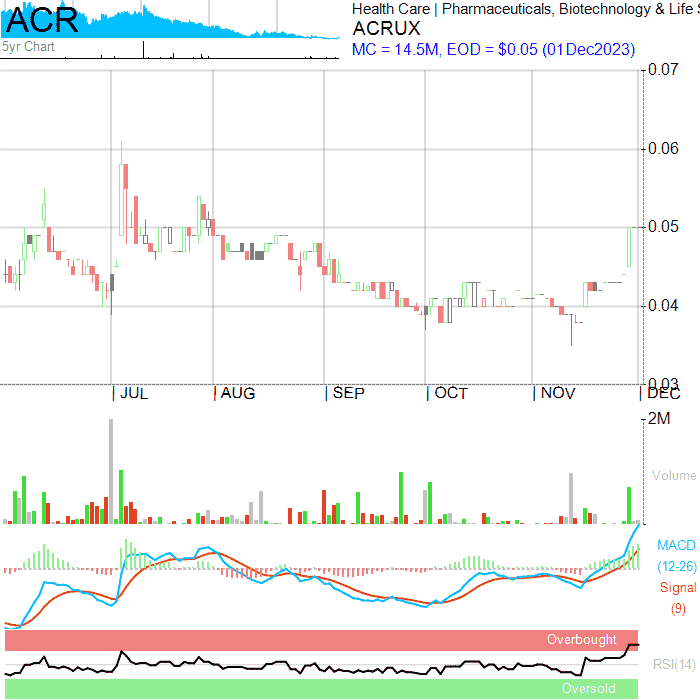 ACR
Health Care | Pharmaceuticals, Biotechnology & Life S
ACRUX
5yr Chart
MC = 14.5M, EOD = $0.05 (01Dec2023)
0.07
0.06
0.05
0.04
0.03
JUL AUG SEP OCT NOV DEC
2M
Volume
MACD
(12-26)
Signal
(9)
Overbought
RSI(14)
Oversold